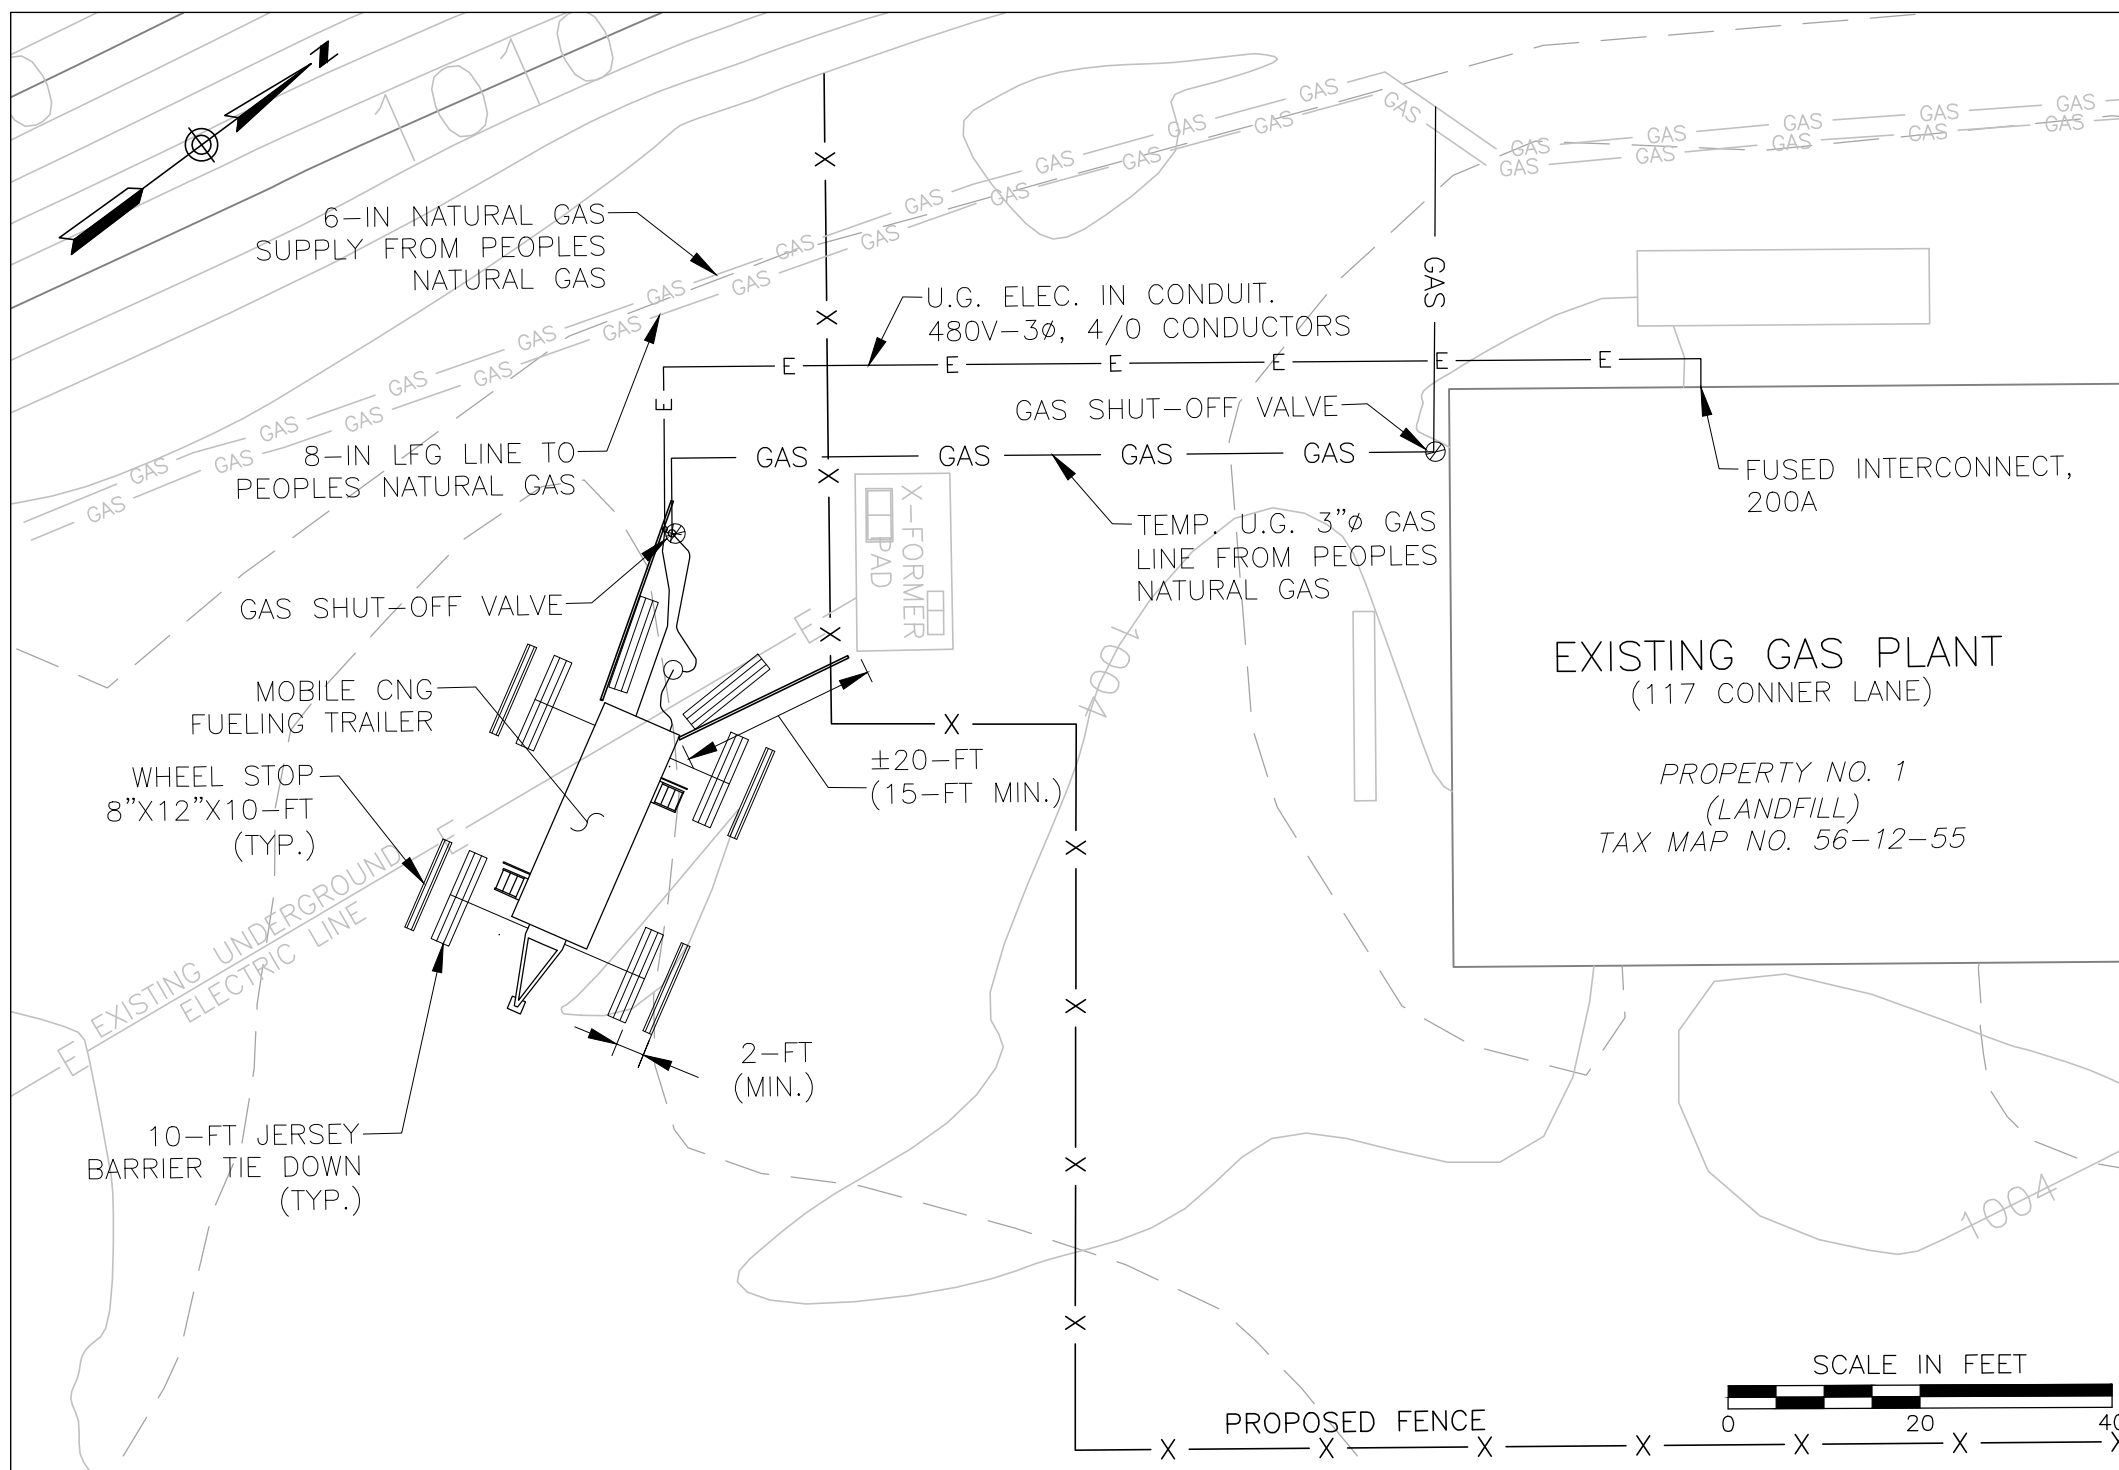 N
1010
6-IN NATURAL GAS
SUPPLY FROM PEOPLES
NATURAL GAS
8-IN LFG LINE TO
PEOPLES NATURAL GAS
GAS SHUT-OFF VALVE
MOBILE CNG
FUELING TRAILER
WHEEL STOP
8"X12"X10-FT
(TYP.)
EXISTING UNDERGROUND
ELECTRIC LINE
10-FT JERSEY
BARRIER TIE DOWN
(TYP.)
2-FT
(MIN.)
±20-FT
(15-FT MIN.)
X-FORMER
PAD
U.G. ELEC. IN CONDUIT.
480V-3ø, 4/0 CONDUCTORS
E E E E E E
E
GAS SHUT-OFF VALVE
GAS GAS GAS GAS
GAS
TEMP. U.G. 3"ø GAS
LINE FROM PEOPLES
NATURAL GAS
1004
FUSED INTERCONNECT,
200A
EXISTING GAS PLANT
(117 CONNER LANE)
PROPERTY NO. 1
(LANDFILL)
TAX MAP NO. 56-12-55
1004
SCALE IN FEET
0 20 40
PROPOSED FENCE
X X X X X X